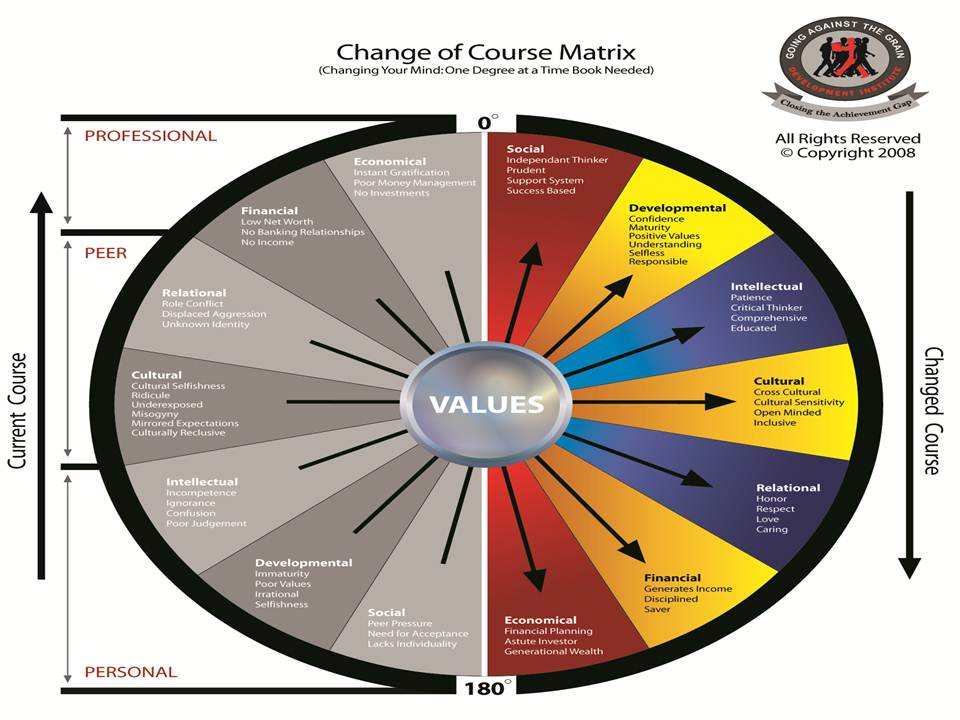 Change of Course Matrix
(Changing Your Mind: One Degree at a Time Book Needed)
GOING AGAINST THE GRAIN
DEVELOPMENT INSTITUTE
Closing the Achievement Gap
All Rights Reserved
© Copyright 2008
0°
PROFESSIONAL
PEER
PERSONAL
Current Course
Changed Course
Economical
Instant Gratification
Poor Money Management
No Investments
Financial
Low Net Worth
No Banking Relationships
No Income
Relational
Role Conflict
Displaced Aggression
Unknown Identity
Cultural
Cultural Selfishness
Ridicule
Underexposed
Misogyny
Mirrored Expectations
Culturally Reclusive
Intellectual
Incompetence
Ignorance
Confusion
Poor Judgement
Developmental
Immaturity
Poor Values
Irrational
Selfishness
Social
Peer Pressure
Need for Acceptance
Lacks Individuality
VALUES
Social
Independant Thinker
Prudent
Support System
Success Based
Developmental
Confidence
Maturity
Positive Values
Understanding
Selfless
Responsible
Intellectual
Patience
Critical Thinker
Comprehensive
Educated
Cultural
Cross Cultural
Cultural Sensitivity
Open Minded
Inclusive
Relational
Honor
Respect
Love
Caring
Financial
Generates Income
Disciplined
Saver
Economical
Financial Planning
Astute Investor
Generational Wealth
180°